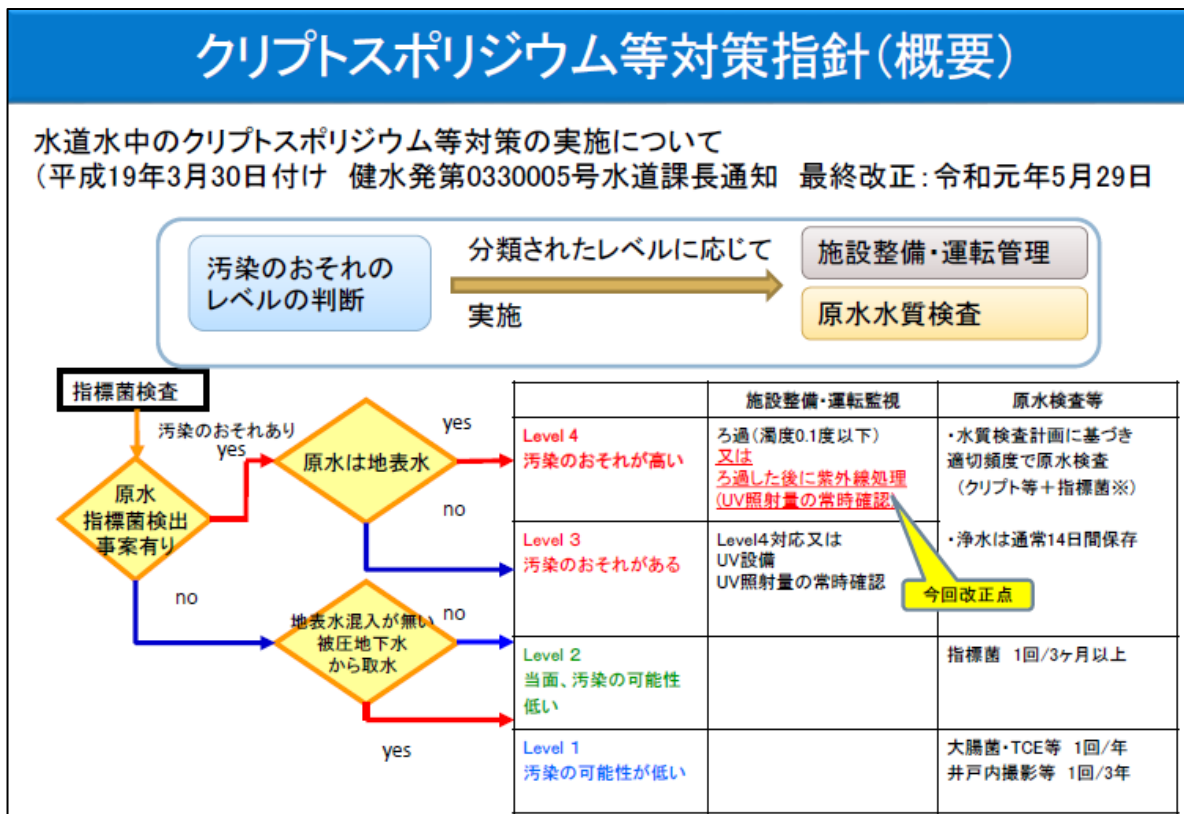 クリプトスポリジウム等対策指針(概要)
水道水中のクリプトスポリジウム等対策の実施について
(平成19年3月30日付け 健水発第0330005号水道課長通知 最終改正:令和元年5月29日
汚染のおそれの
レベルの判断
分類されたレベルに応じて
実施
施設整備・運転管理
原水水質検査
指標菌検査
汚染のおそれあり
yes
原水
指標菌検出
事案有り
no
原水は地表水
yes
no
地表水混入が無い
被圧地下水
から取水
no
yes
施設整備・運転監視
原水検査等
Level 4
汚染のおそれが高い
ろ過(濁度0.1度以下)
又は
ろ過した後に紫外線処理
(UV照射量の常時確認)
・水質検査計画に基づき
適切頻度で原水検査
(クリプト等+指標菌※)
Level 3
汚染のおそれがある
Level4対応又は
UV設備
UV照射量の常時確認
・浄水は通常14日間保存
今回改正点
Level 2
当面、汚染の可能性
低い
指標菌 1回/3ヶ月以上
Level 1
汚染の可能性が低い
大腸菌・TCE等 1回/年
井戸内撮影等 1回/3年